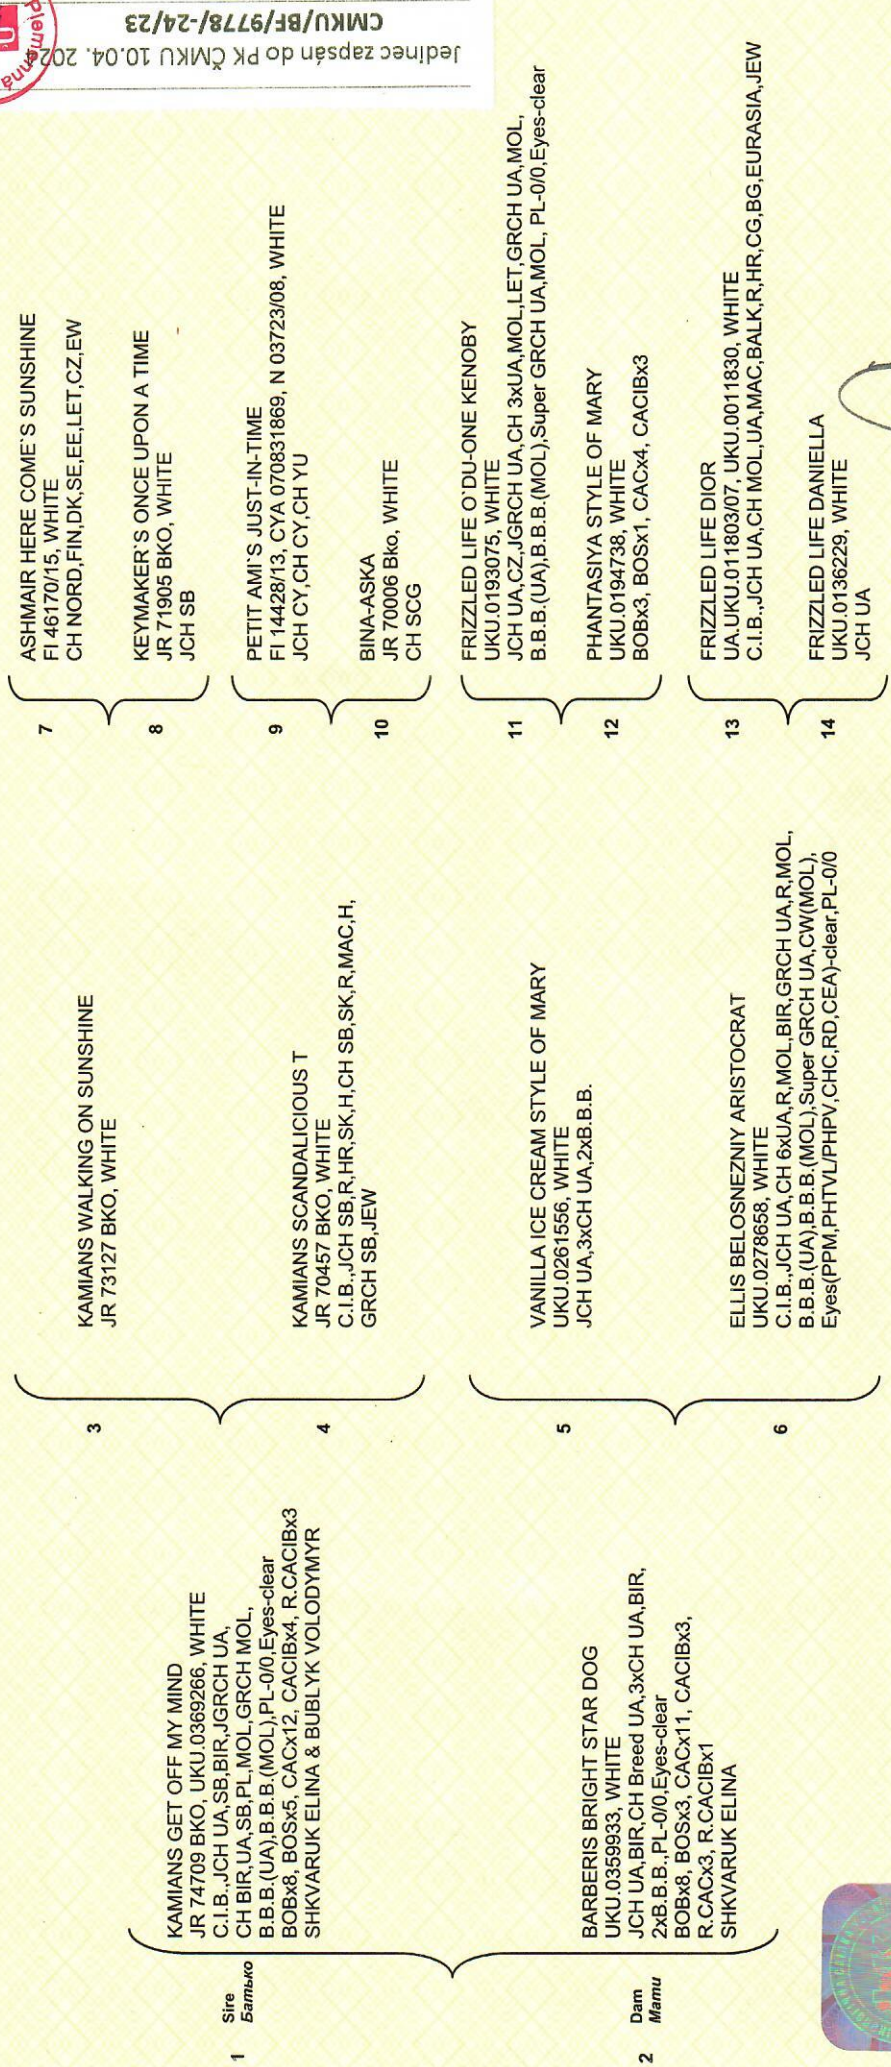 1
Sire
Батько
KAMIANS GET OFF MY MIND
JR 74709 BKO, UKU.0369266, WHITE
C.I.B.,JCH UA,SB,BIR,JGRCH UA,
CH BIR,UA,SB,PL,MOL,GRCH MOL,
B.B.B.(UA),B.B.B.(MOL),PL-0/0,Eyes-clear
BOBx8, BOSx5, CACx12, CACIBx4, R.CACIBx3
SHKVARUK ELINA & BUBLYK VOLODYMYR
2
Dam
Мати
BARBERIS BRIGHT STAR DOG
UKU.0359933, WHITE
JCH UA,BIR,CH Breed UA,3xCH UA,BIR,
2xB.B.B.,PL-0/0,Eyes-clear
BOBx8, BOSx3, CACx11, CACIBx3,
R.CACx3, R.CACIBx1
SHKVARUK ELINA
3
KAMIANS WALKING ON SUNSHINE
JR 73127 BKO, WHITE
4
KAMIANS SCANDALICIOUS T
JR 70457 BKO, WHITE
C.I.B.,JCH SB,R,HR,SK,H,CH SB,SK,R,MAC,H,
GRCH SB,JEW
5
VANILLA ICE CREAM STYLE OF MARY
UKU.0261556, WHITE
JCH UA,3xCH UA,2xB.B.B.
6
ELLIS BELOSNEZNIY ARISTOCRAT
UKU.0278658, WHITE
C.I.B.,JCH UA,CH 6xUA,R,MOL,BIR,GRCH UA,R,MOL,
B.B.B.(UA),B.B.B.(MOL),Super GRCH UA,CW(MOL),
Eyes(PPM,PHTVL/PHPV,CHC,RD,CEA)-clear,PL-0/0
7
ASHMAIR HERE COME`S SUNSHINE
FI 46170/15, WHITE
CH NORD,FIN,DK,SE,EE,LET,CZ,EW
8
KEYMAKER`S ONCE UPON A TIME
JR 71905 BKO, WHITE
JCH SB
9
PETIT AMI`S JUST-IN-TIME
FI 14428/13, CYA 070831869, N 03723/08, WHITE
JCH CY,CH CY,CH YU
10
BINA-ASKA
JR 70006 Bko, WHITE
CH SCG
11
FRIZZLED LIFE O`DU-ONE KENOBY
UKU.0193075, WHITE
JCH UA,CZ,JGRCH UA,CH 3xUA,MOL,LET,GRCH UA,MOL,
B.B.B.(UA),B.B.B.(MOL),Super GRCH UA,MOL, PL-0/0,Eyes-clear
12
PHANTASIYA STYLE OF MARY
UKU.0194738, WHITE
BOBx3, BOSx1, CACx4, CACIBx3
13
FRIZZLED LIFE DIOR
UA.UKU.011803/07, UKU.0011830, WHITE
C.I.B.,JCH UA,CH MOL,UA,MAC,BALK,R,HR,CG,BG,EURASIA,JEW
14
FRIZZLED LIFE DANIELLA
UKU.0136229, WHITE
JCH UA
Jedinec zapsán do PK ČMKU 10.04. 2024
CMKU/BF/9778/-24/23